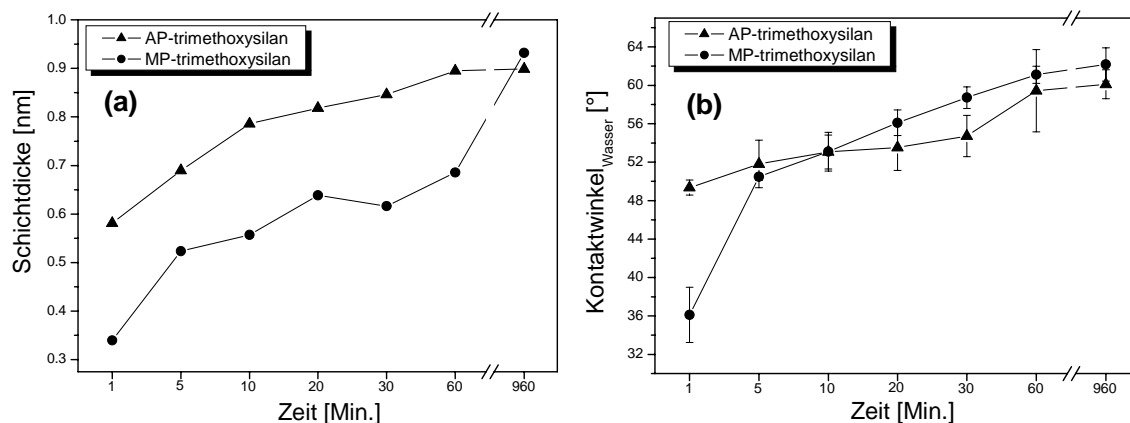 AP-trimethoxysilan
MP-trimethoxysilan
(a)
Schichtdicke [nm]
1.0
0.9
0.8
0.7
0.6
0.5
0.4
0.3
1 5 10 20 30 60 960
Zeit [Min.]
AP-trimethoxysilan
MP-trimethoxysilan
(b)
Kontaktwinkel Wasser [°]
64
60
56
52
48
44
40
36
32
1 5 10 20 30 60 960
Zeit [Min.]